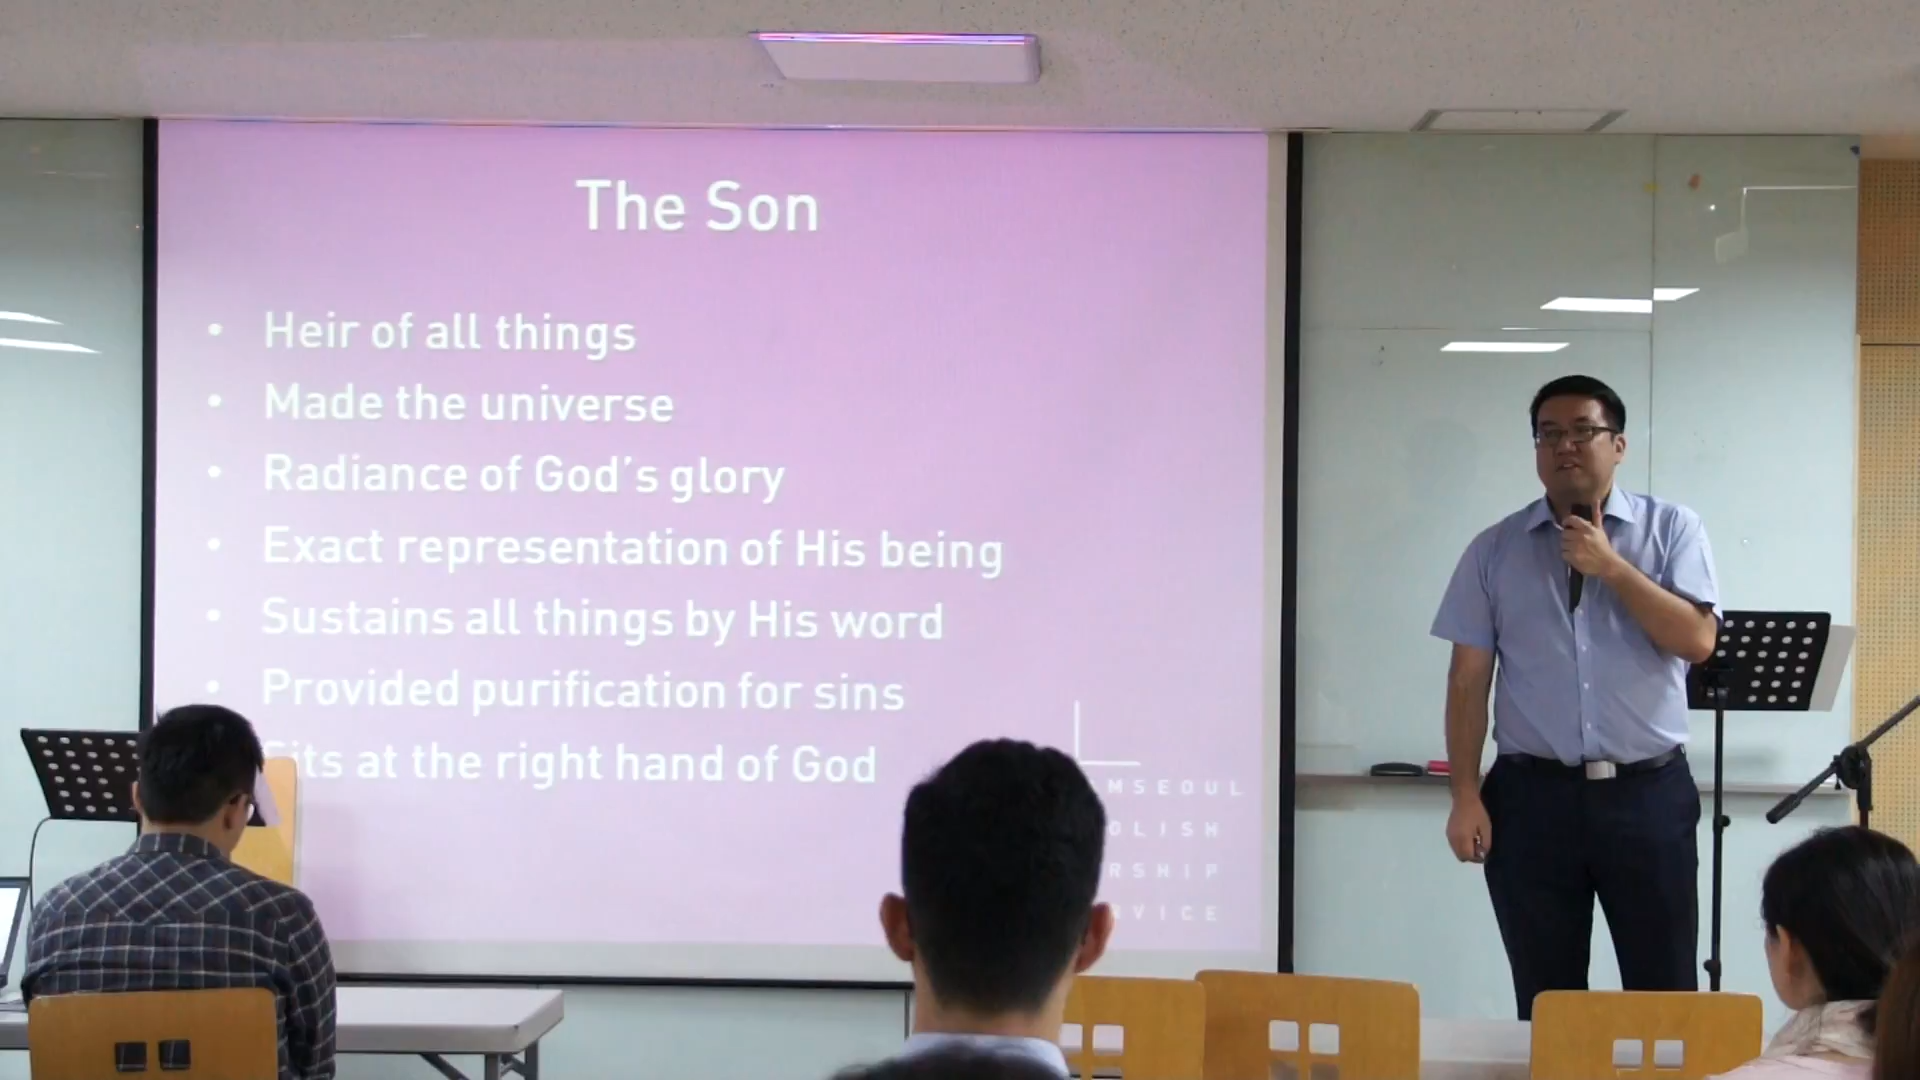 The Son
• Heir of all things
• Made the universe
• Radiance of God's glory
• Exact representation of His being
• Sustains all things by His word
• Provided purification for sins
at the right hand of God